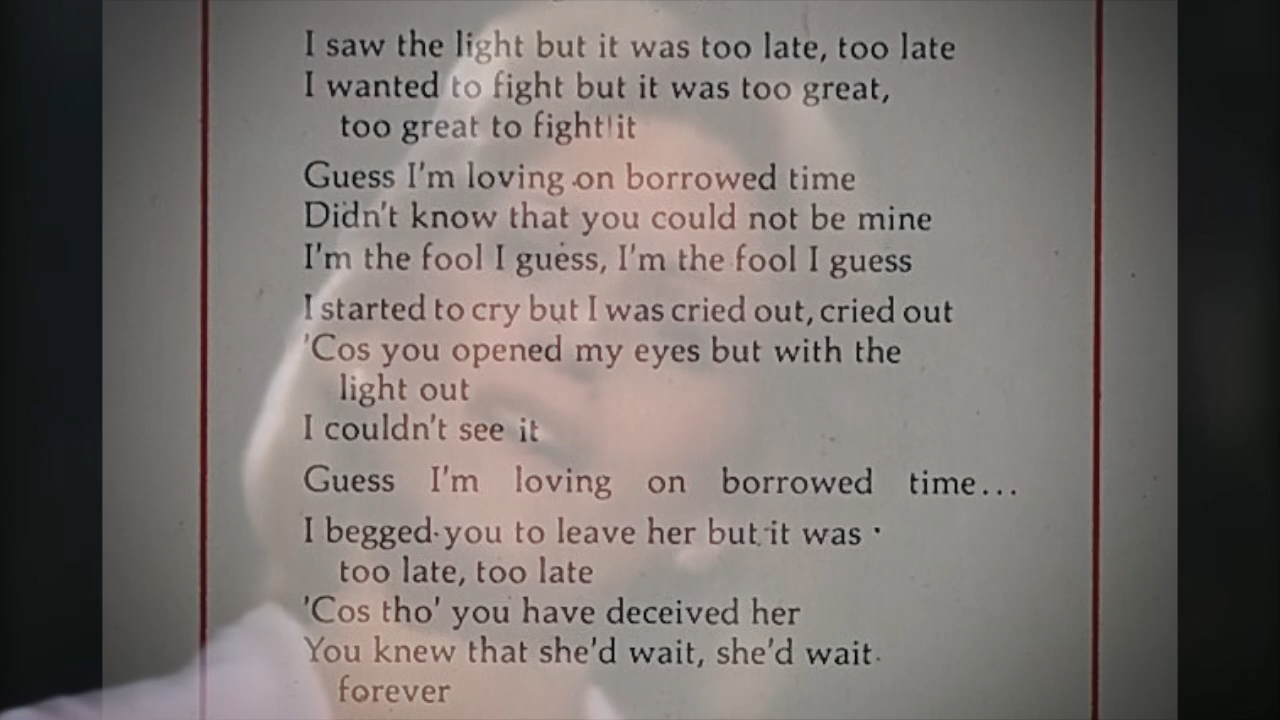 I saw the light but it was too late, too late
I wanted to fight but it was too great,
too great to fight it
Guess I'm loving on borrowed time
Didn't know that you could not be mine
I'm the fool I guess, I'm the fool I guess
I started to cry but I was cried out, cried out
'Cos you opened my eyes but with the
light out
I couldn't see it
Guess I'm loving on borrowed time...
I begged you to leave her but it was
too late, too late
'Cos tho' you have deceived her
You knew that she'd wait, she'd wait
forever